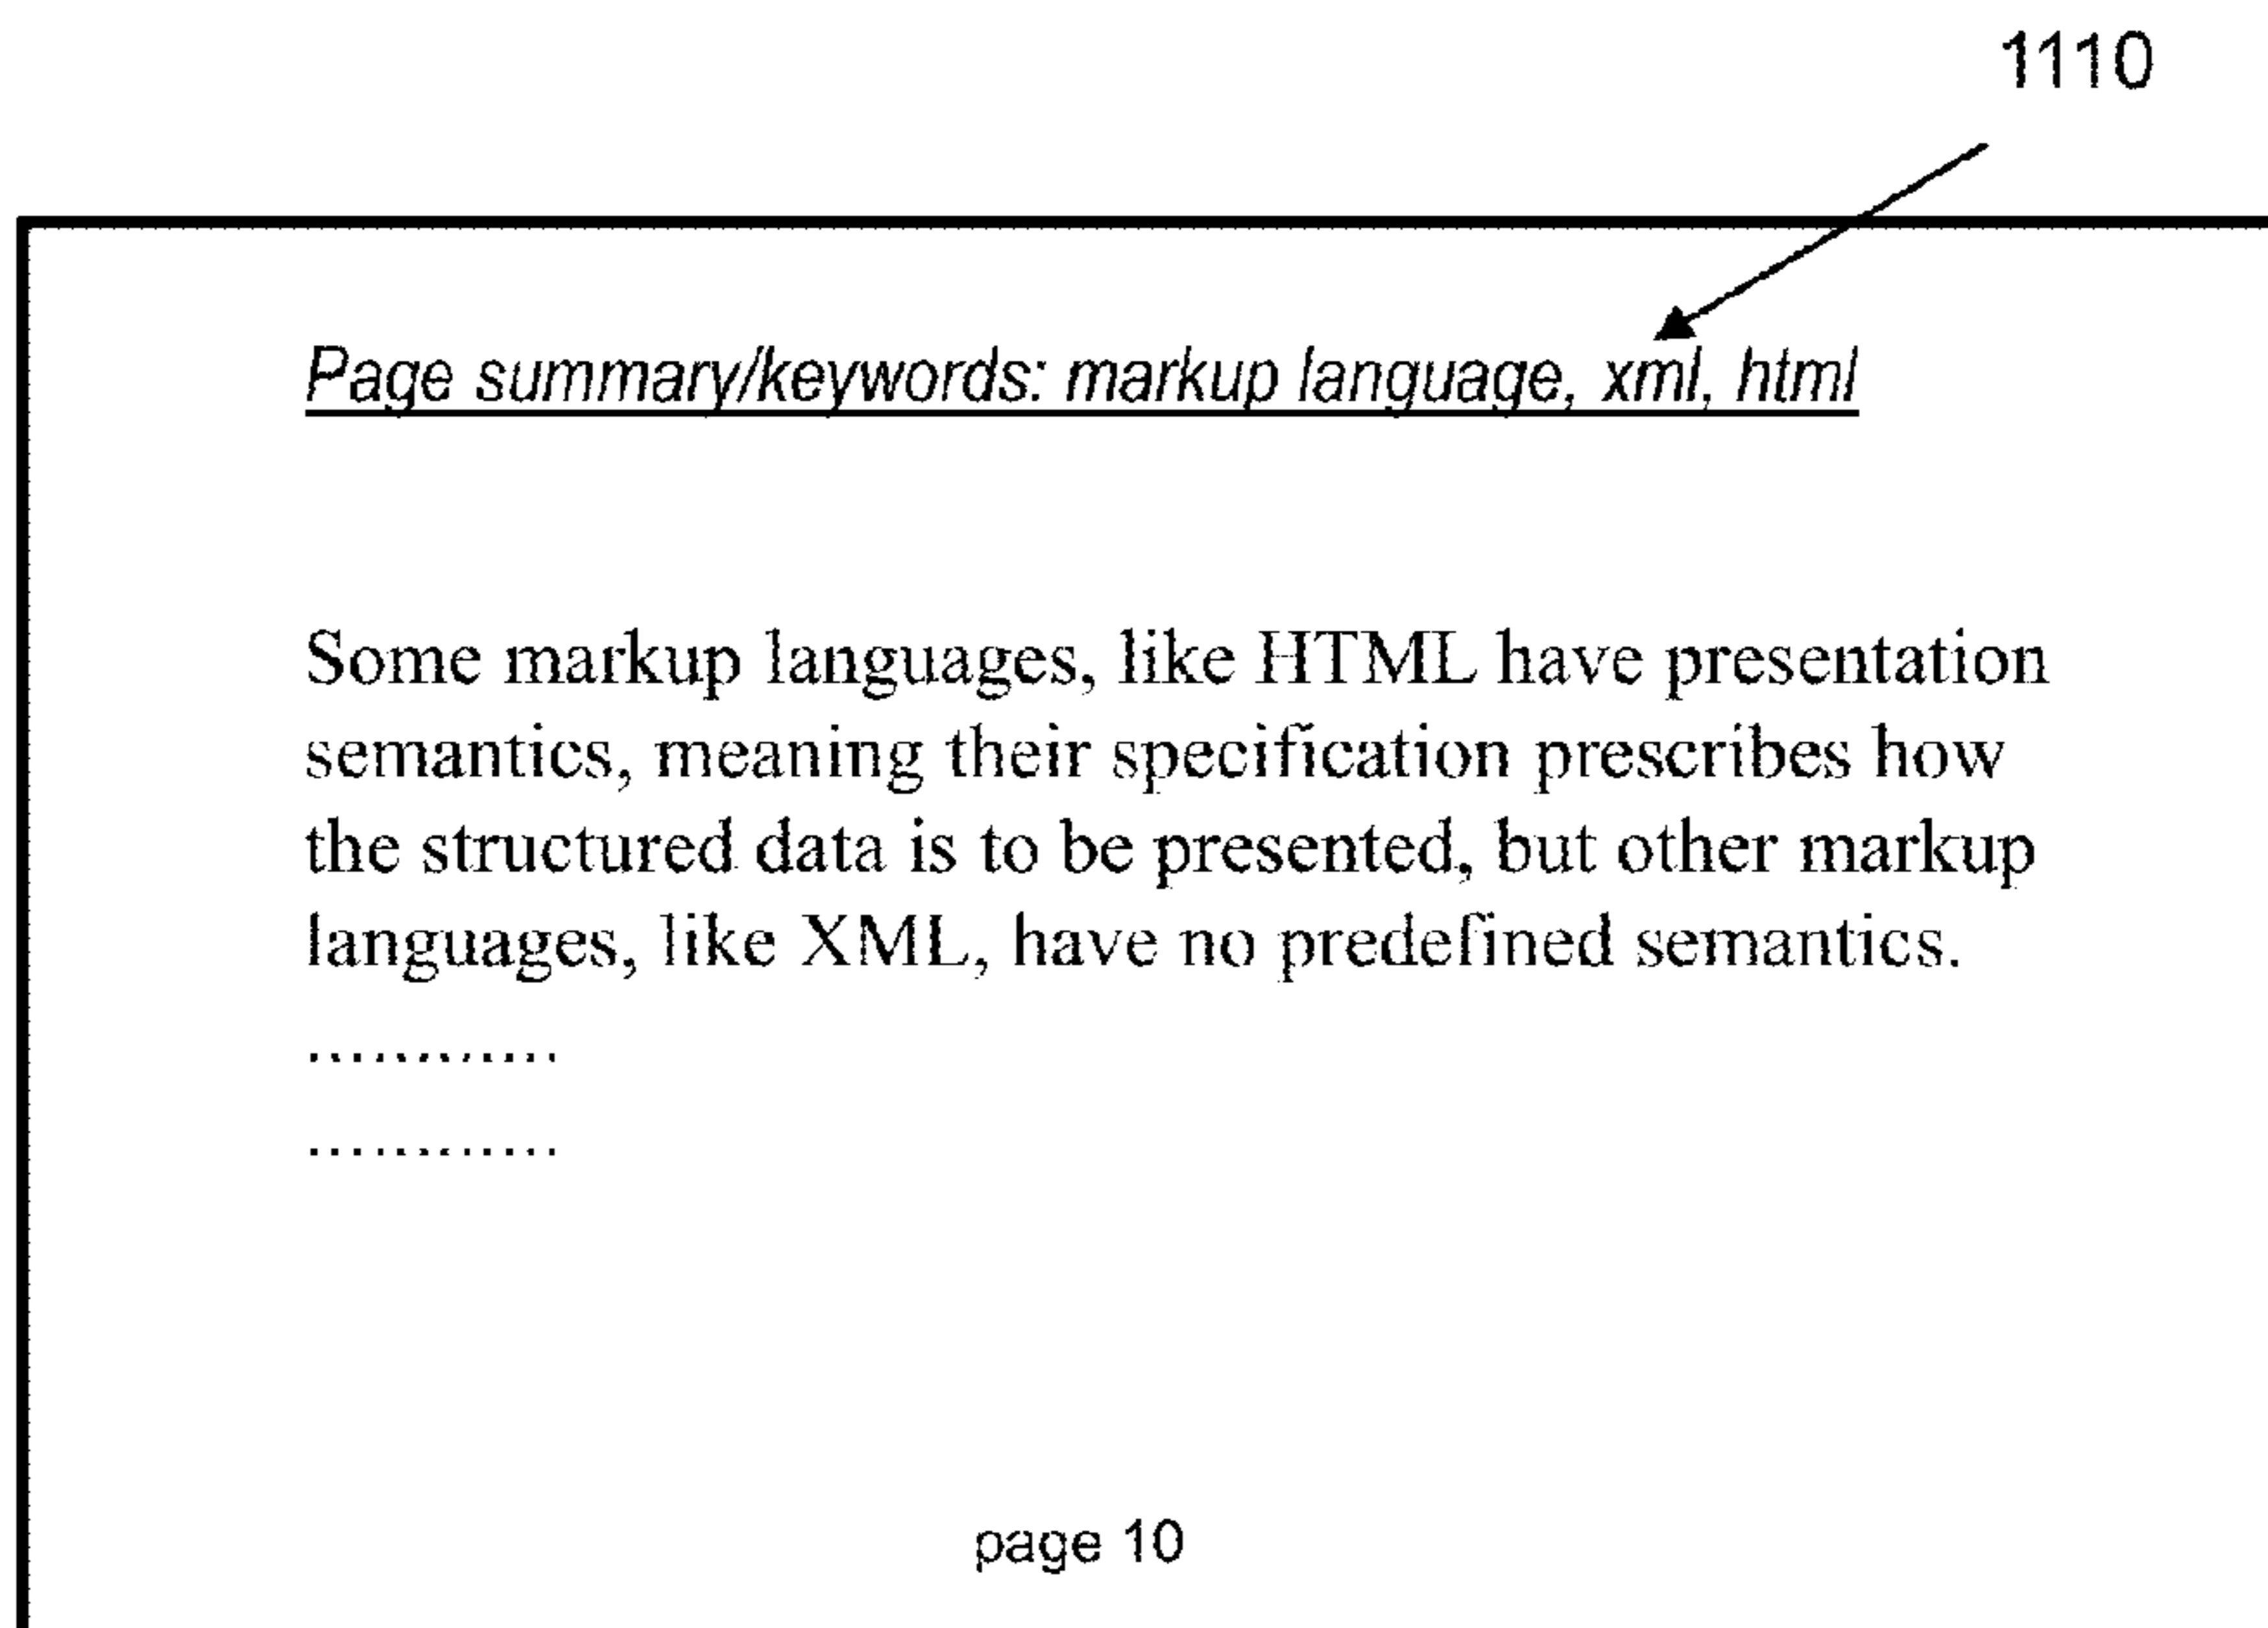 1110
Page summary/keywords: markup language, xml, html
Some markup languages, like HTML have presentation
semantics, meaning their specification prescribes how
the structured data is to be presented, but other markup
languages, like XML, have no predefined semantics.
............
............
page 10